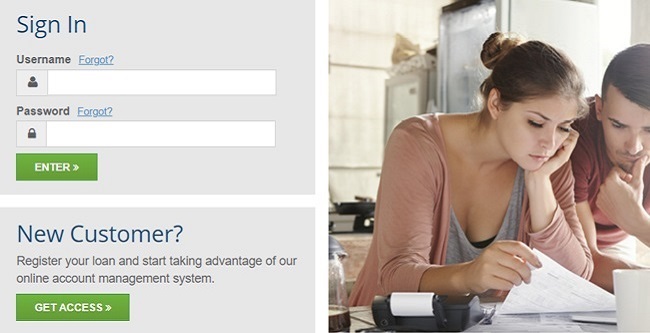 Sign In
Username Forgot?
Password Forgot?
ENTER »
New Customer?
Register your loan and start taking advantage of our
online account management system.
GET ACCESS »